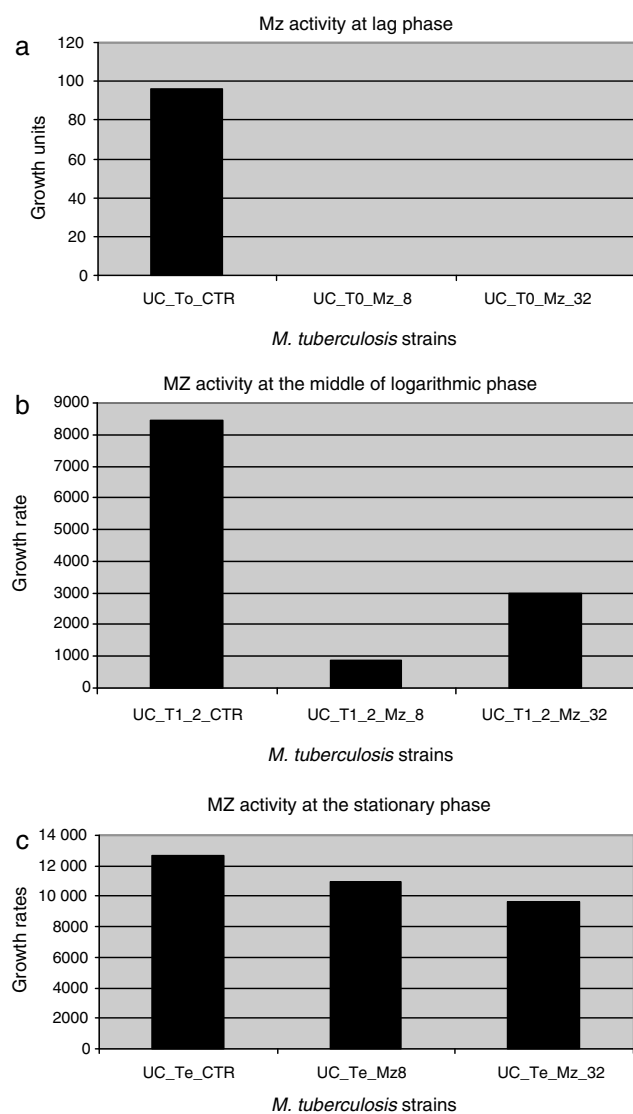 a
Mz activity at lag phase
Growth units
120
100
80
60
40
20
0
UC_To_CTR UC_T0_Mz_8 UC_T0_Mz_32
M. tuberculosis strains
b
MZ activity at the middle of logarithmic phase
Growth rate
9000
8000
7000
6000
5000
4000
3000
2000
1000
0
UC_T1_2_CTR UC_T1_2_Mz_8 UC_T1_2_Mz_32
M. tuberculosis strains
c
MZ activity at the stationary phase
Growth rates
14 000
12 000
10 000
8000
6000
4000
2000
0
UC_Te_CTR UC_Te_Mz8 UC_Te_Mz_32
M. tuberculosis strains